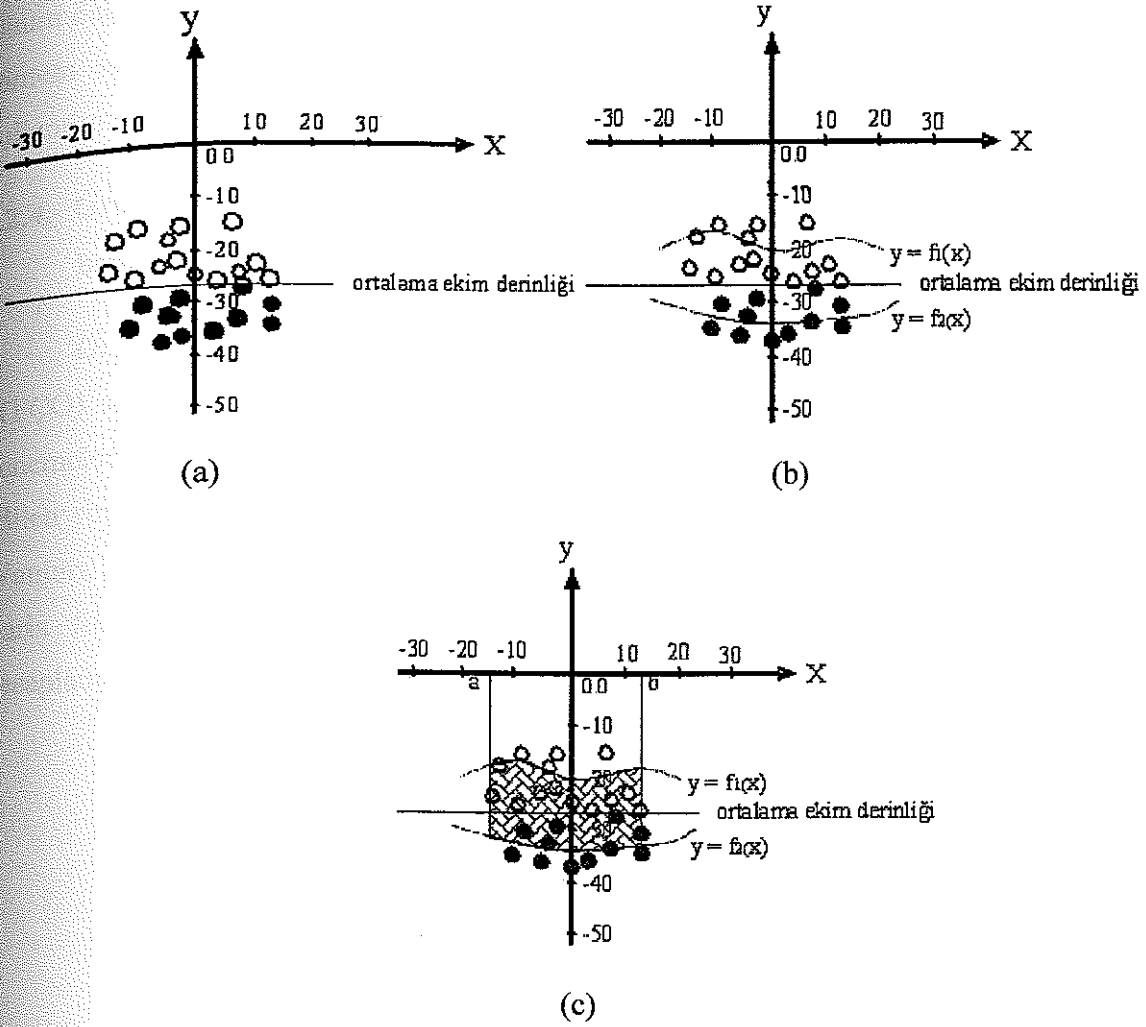 y
-30 -20 -10 10 20 30 X
0.0
-10
-20
-30
-40
-50
ortalama ekim derinliği
(a)
y
-30 -20 -10 10 20 30 X
0.0
-10
20
-30
-40
-50
y = f1(x)
ortalama ekim derinliği
y = f2(x)
(b)
y
-30 -20 -10 10 20 30 X
a 0.0 b
-10
-40
-50
y = f1(x)
ortalama ekim derinliği
y = f2(x)
(c)